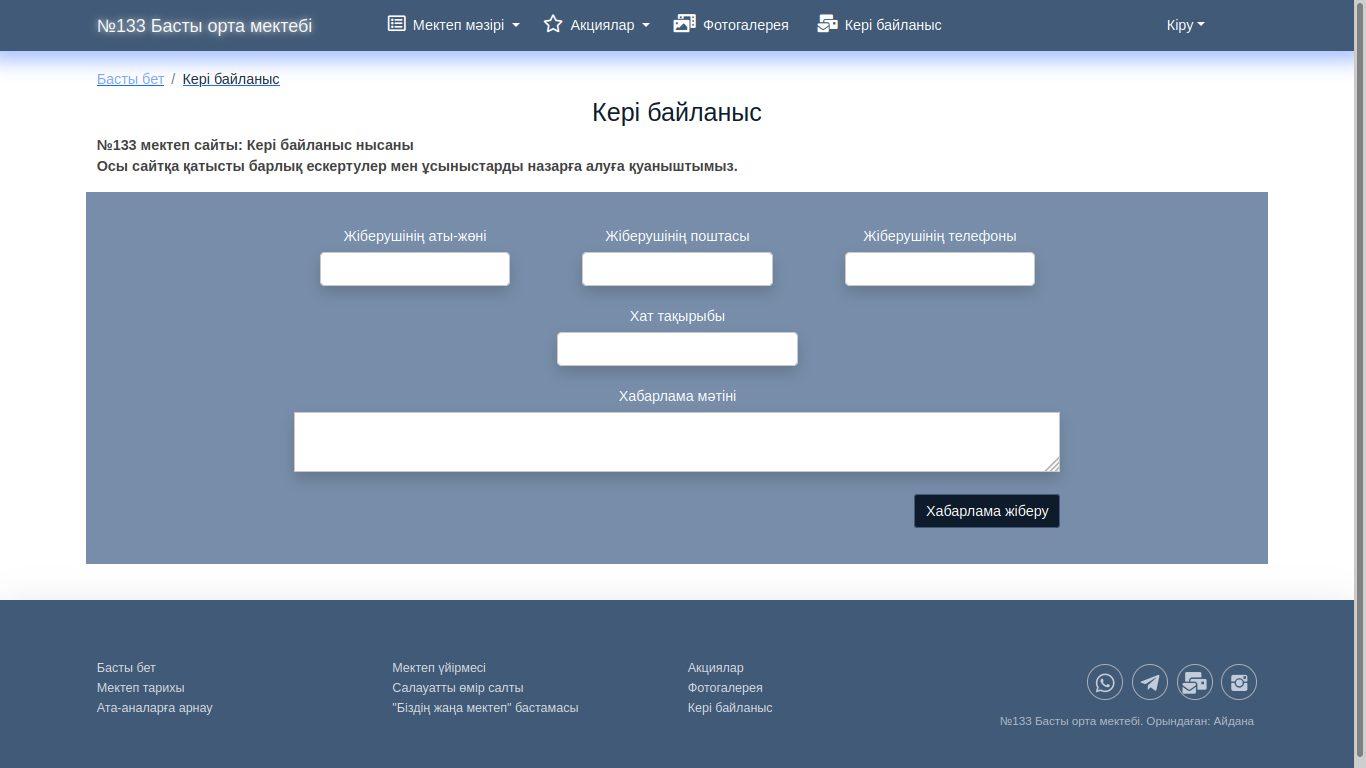 №133 Басты орта мектебі
Мектеп мәзірі
Акциялар
Фотогалерея
Кері байланыс
Кіру
Басты бет / Кері байланыс
Кері байланыс
№133 мектеп сайты: Кері байланыс нысаны
Осы сайтқа қатысты барлық ескертулер мен ұсыныстарды назарға алуға қуаныштымыз.
Жіберушінің аты-жөні
Жіберушінің поштасы
Жіберушінің телефоны
Хат тақырыбы
Хабарлама мәтіні
Хабарлама жіберу
Басты бет
Мектеп тарихы
Ата-аналарға арнау
Мектеп үйірмесі
Салауатты өмір салты
"Біздің жаңа мектеп" бастамасы
Акциялар
Фотогалерея
Кері байланыс
№133 Басты орта мектебі. Орындаған: Айдана